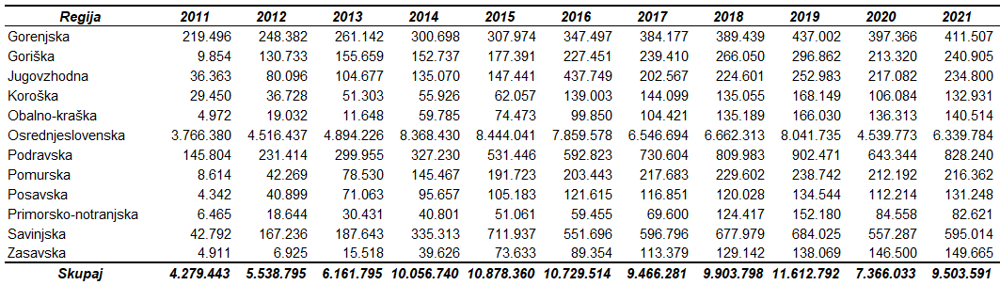 Regija 2011 2012 2013 2014 2015 2016 2017 2018 2019 2020 2021
Gorenjska 219.496 248.382 261.142 300.698 307.974 347.497 384.177 389.439 437.002 397.366 411.507
Goriška 9.854 130.733 155.659 152.737 177.391 227.451 239.410 266.050 296.862 213.320 240.905
Jugovzhodna 36.363 80.096 104.677 135.070 147.441 437.749 202.567 224.601 252.983 217.082 234.800
Koroška 29.450 36.728 51.303 55.926 62.057 139.003 144.099 135.055 168.149 106.084 132.931
Obalno-kraška 4.972 19.032 11.648 59.785 74.473 99.850 104.421 135.189 166.030 136.313 140.514
Osrednjeslovenska 3.766.380 4.516.437 4.894.226 8.368.430 8.444.041 7.859.578 6.546.694 6.662.313 8.041.735 4.539.773 6.339.784
Podravska 145.804 231.414 299.955 327.230 531.446 592.823 730.604 809.983 902.471 643.344 828.240
Pomurska 8.614 42.269 78.530 145.467 191.723 203.443 217.683 229.602 238.742 212.192 216.362
Posavska 4.342 40.899 71.063 95.657 105.183 121.615 116.851 120.028 134.544 112.214 131.248
Primorsko-notranjska 6.465 18.644 30.431 40.801 51.061 59.455 69.600 124.417 152.180 84.558 82.621
Savinjska 42.792 167.236 187.643 335.313 711.937 551.696 596.796 677.979 684.025 557.287 595.014
Zasavska 4.911 6.925 15.518 39.626 73.633 89.354 113.379 129.142 138.069 146.500 149.665
Skupaj 4.279.443 5.538.795 6.161.795 10.056.740 10.878.360 10.729.514 9.466.281 9.903.798 11.612.792 7.366.033 9.503.591